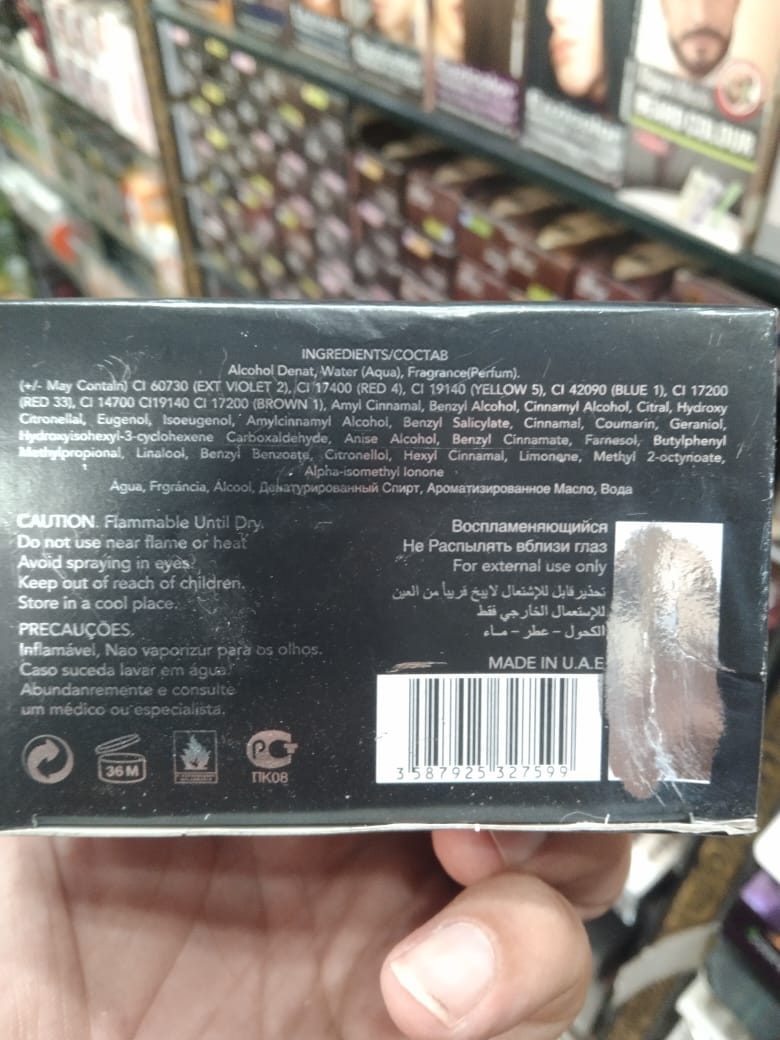 INGREDIENTS/COCTAB
Alcohol Denat, Water (Aqua), Fragrance(Perfum).
(+/- May Contain) CI 60730 (EXT VIOLET 2), CI 17400 (RED 4), CI 19140 (YELLOW 5), CI 42090 (BLUE 1), CI 17200
(RED 33), CI 14700 CI19140 CI 17200 (BROWN 1), Amyl Cinnamal, Benzyl Alcohol, Cinnamyl Alcohol, Citral, Hydroxy
Citronellal, Eugenol, Isoeugenol, Amylcinnamyl Alcohol, Benzyl Salicylate, Cinnamal, Coumarin, Geraniol,
Hydroxyisohexyl-3-cyclohexene Carboxaldehyde, Anise Alcohol, Benzyl Cinnamate, Farnesol, Butylphenyl
Methylpropional, Linalool, Benzyl Benzoate, Citronellol, Hexyl Cinnamal, Limonene, Methyl 2-octynoate,
Alpha-isomethyl Ionone
Agua, Frgrância, Álcool, Денатурированный Спирт, Ароматизированное Масло, Вода
CAUTION. Flammable Until Dry.
Do not use near flame or heat
Avoid spraying in eyes.
Keep out of reach of children.
Store in a cool place.
PRECAUÇÕES.
Inflamável, Nao vaporizur para os olhos.
Caso suceda lavar em água.
Abundanremente e consulte
um médico ou especialista.
Воспламеняющийся
Не Распылять вблизи глаз
For external use only
تحذير قابل للإشتعال لايبخ قريباً من العين
للإستعمال الخارجي فقط
الكحول - عطر - مـاء
MADE IN U.A.E
3 587925 327599
36 M
РСТ
ПК08
BEARD COLOUR